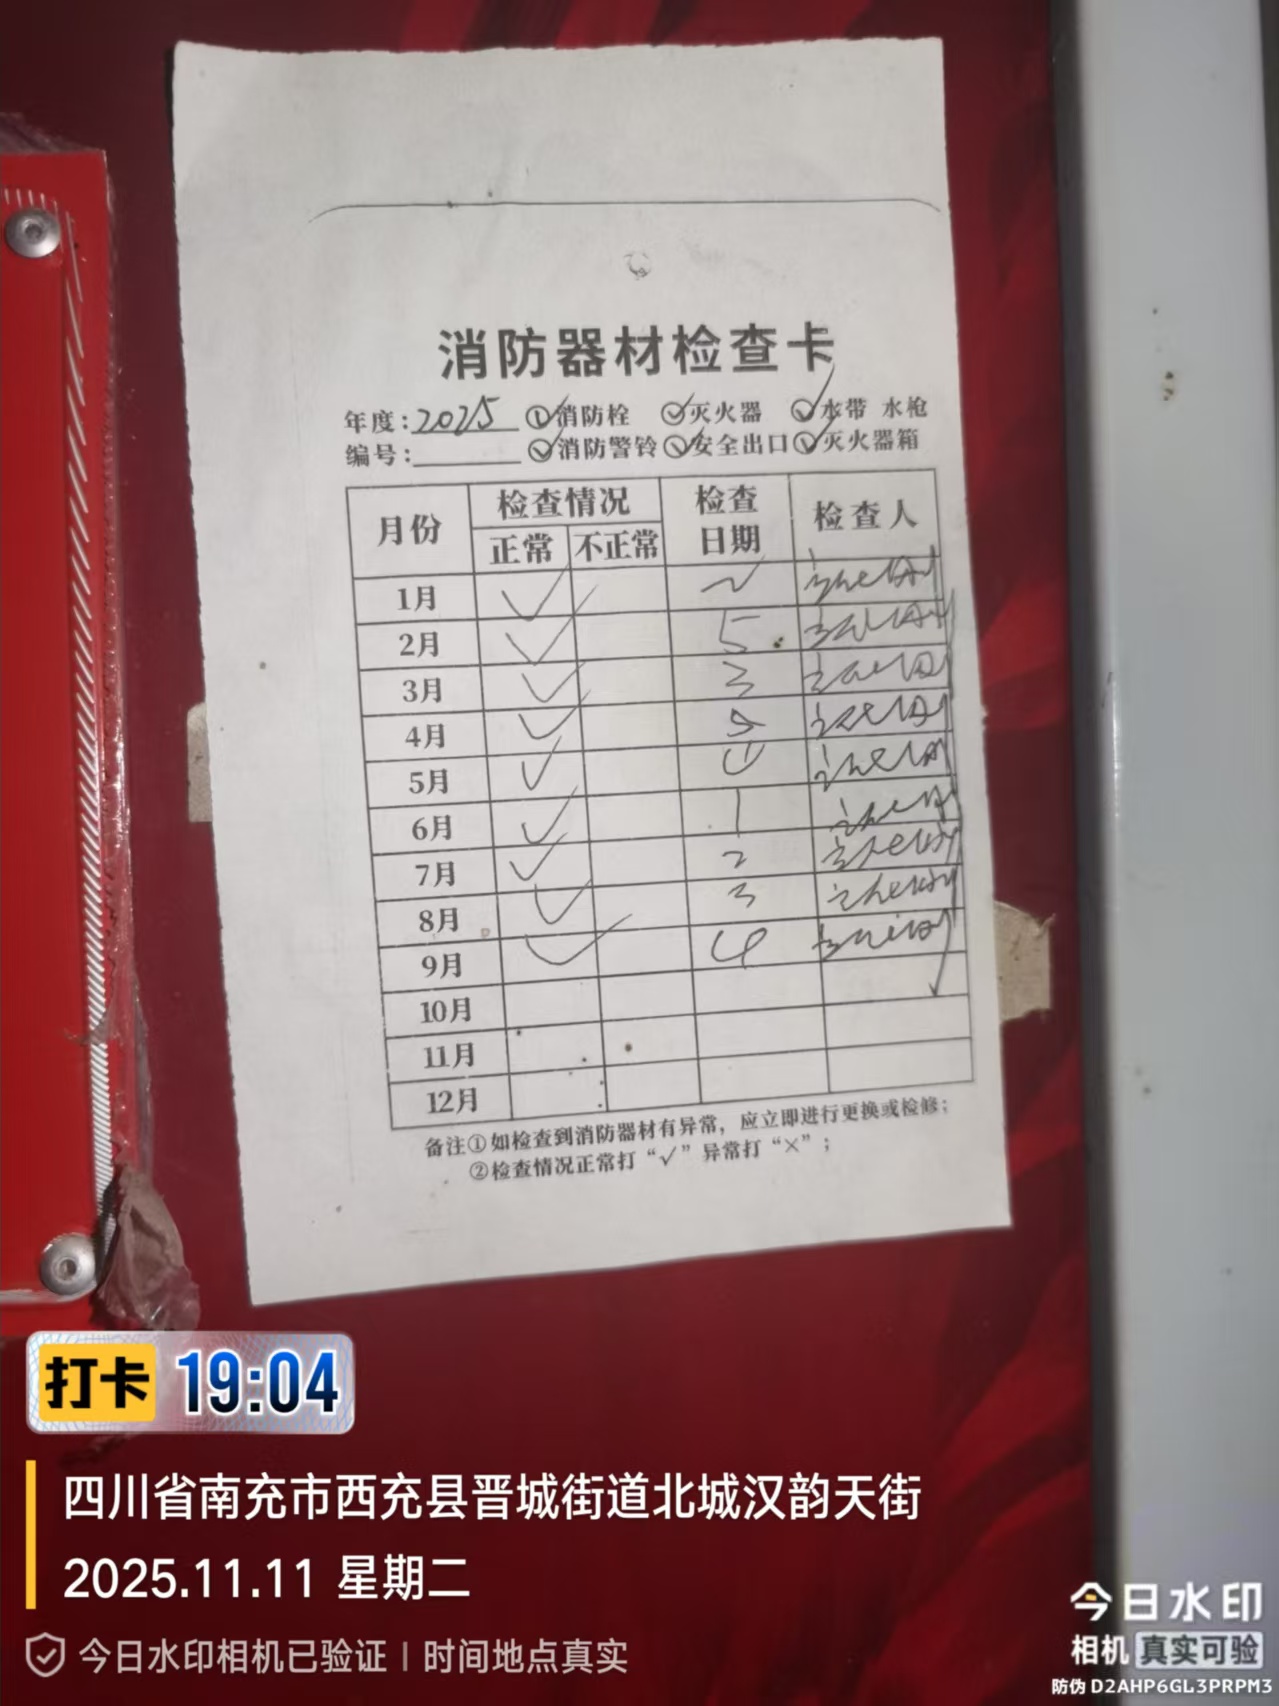 消防器材检查卡
年度:2025 ①消防栓 灭火器 水带 水枪
编号: 消防警铃 安全出口 灭火器箱
月份 检查情况 检查日期 检查人
正常 不正常
1月 ✓
2月 ✓ 5
3月 ✓ 3
4月 ✓
5月 ✓
6月 ✓ 1
7月 ✓ 2
8月 ✓ 3
9月 ✓ 4
10月
11月
12月
备注①如检查到消防器材有异常，应立即进行更换或检修；
②检查情况正常打“√”异常打“×”；
打卡 19:04
四川省南充市西充县晋城街道北城汉韵天街
2025.11.11 星期二
今日水印相机已验证 | 时间地点真实
今日水印
相机 真实可验
防伪 D2AHP6GL3PRPM3